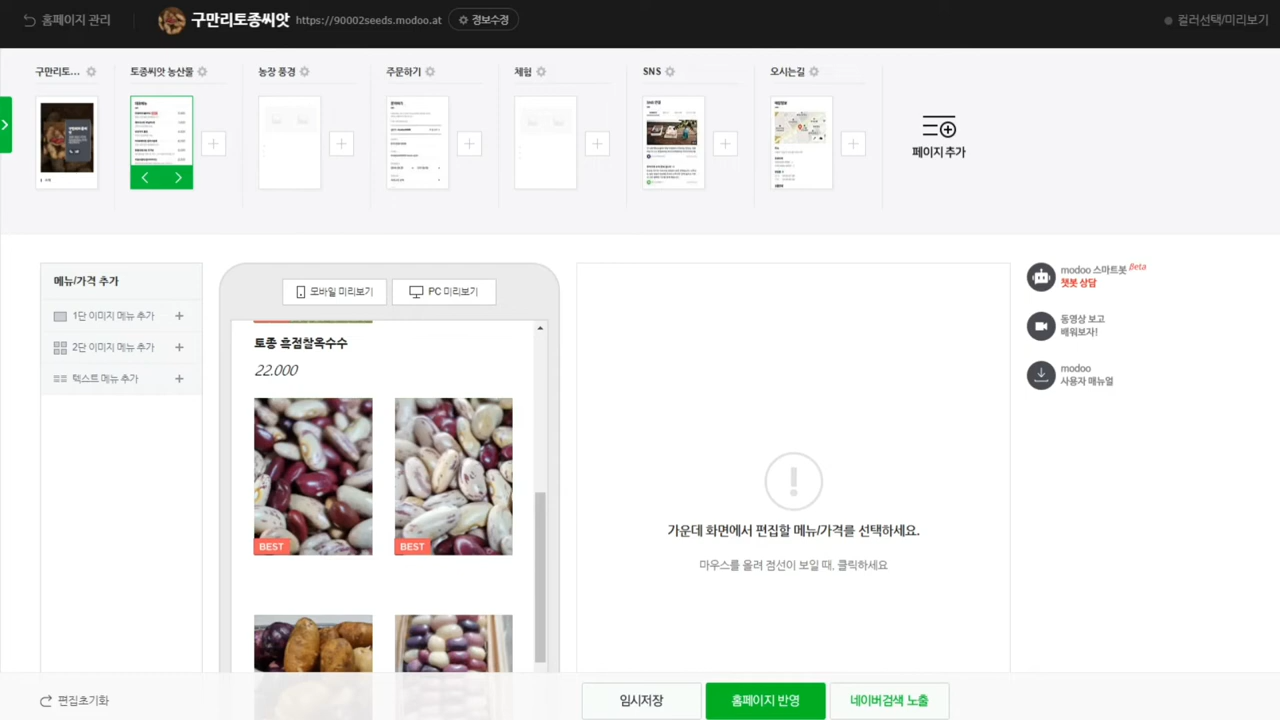 홈페이지 관리
구만리토종씨앗 https://90002seeds.modoo.at 정보수정
컬러선택/미리보기
구만리토... 토종씨앗 농산물 농장 풍경 주문하기 체험 SNS 오시는길
페이지 추가
메뉴/가격 추가
1단 이미지 메뉴 추가
2단 이미지 메뉴 추가
텍스트 메뉴 추가
모바일 미리보기 PC 미리보기
토종 흑점찰옥수수
22.000
BEST BEST
가운데 화면에서 편집할 메뉴/가격를 선택하세요.
마우스를 올려 점선이 보일 때, 클릭하세요
modoo 스마트봇 Beta
챗봇 상담
동영상 보고
배워보자!
modoo
사용자 매뉴얼
편집초기화
임시저장 홈페이지 반영 네이버검색 노출